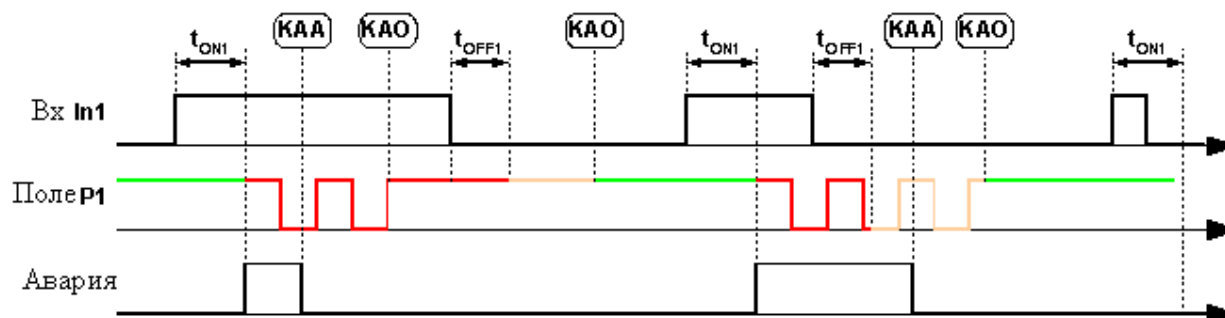 tON1 КАА КАО tOFF1 КАО tON1 tOFF1 КАА КАО tON1
Вх In1
Поле P1
Авария